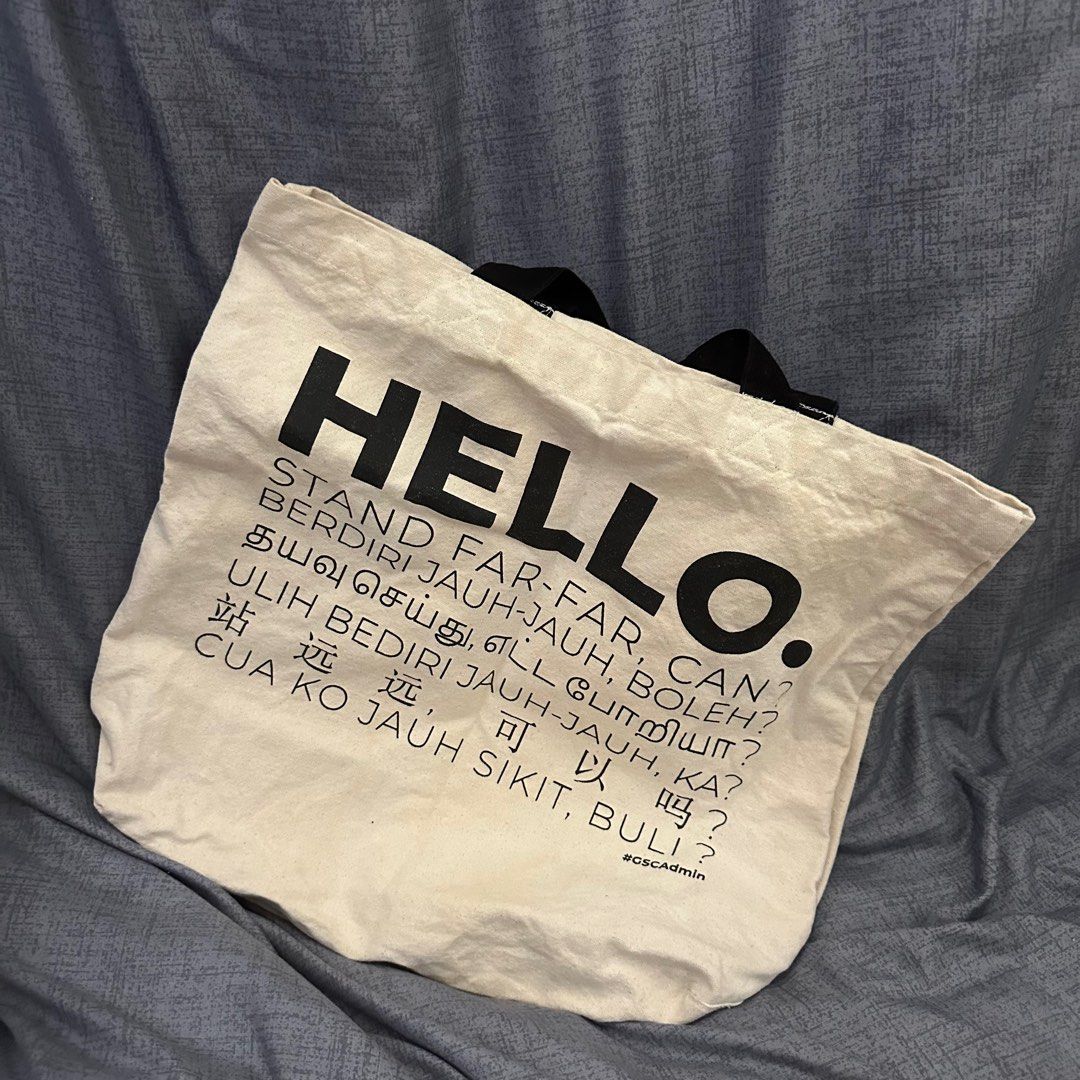 HELLO.
STAND FAR-FAR, CAN?
BERDIRI JAUH-JAUH, BOLEH?
தயவு செய்து, எட்ட போறியா?
ULIH BEDIRI JAUH-JAUH, KA?
站远远, 可以吗?
CUA KO JAUH SIKIT, BULI?
#GSCAdmin